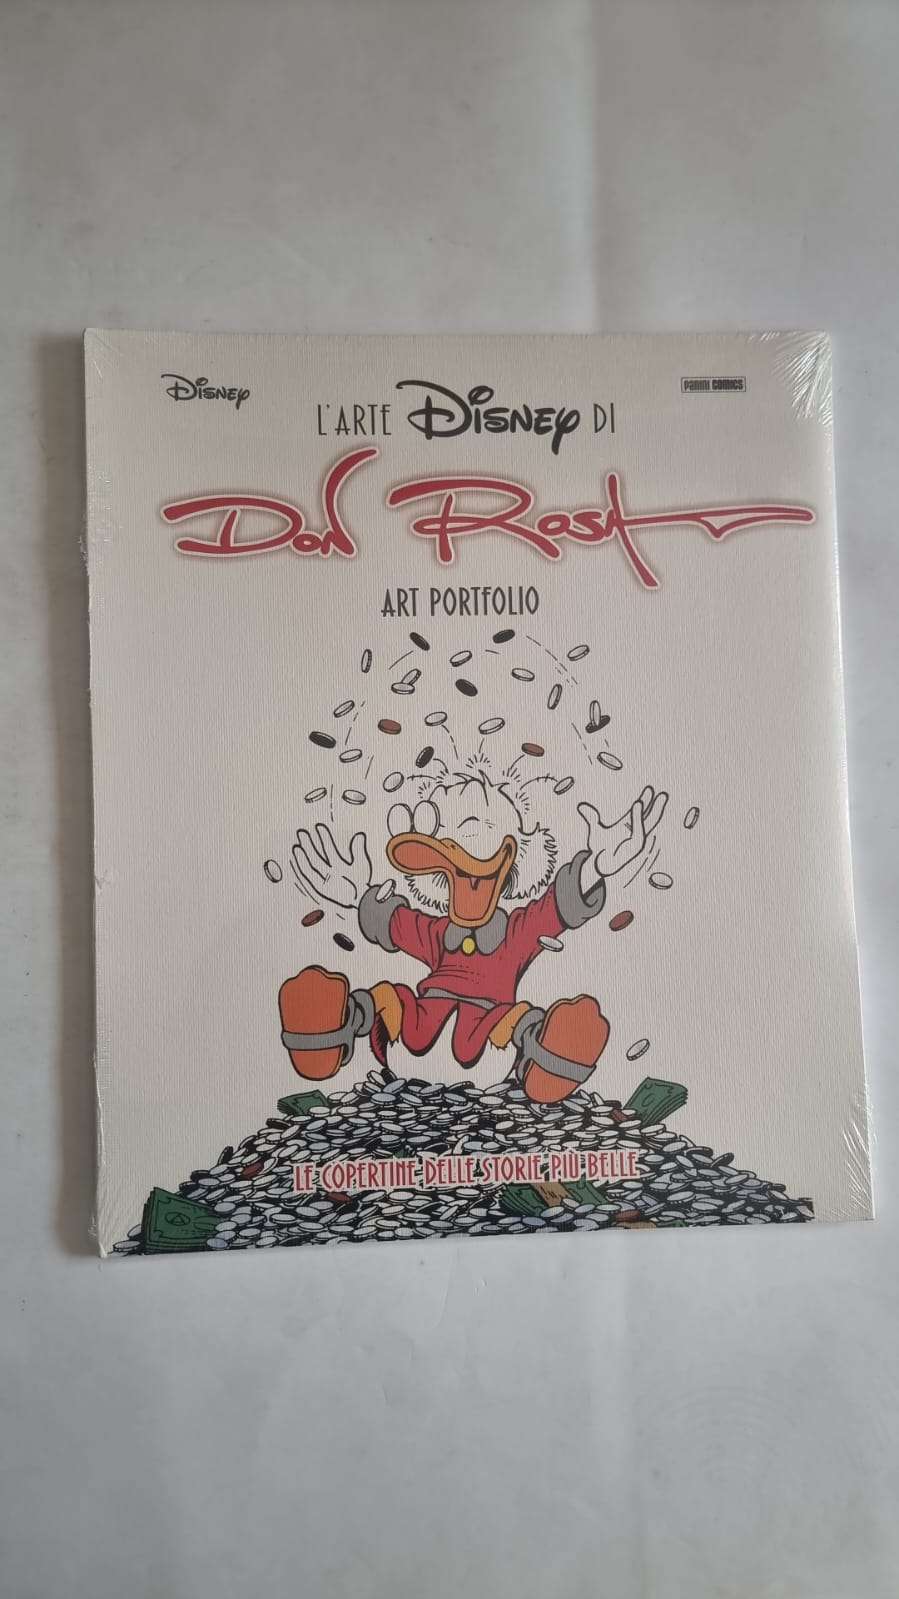 Disney
PANINI COMICS
L'ARTE Disney DI
Don Rosa
ART PORTFOLIO
LE COPERTINE DELLE STORIE PIÙ BELLE